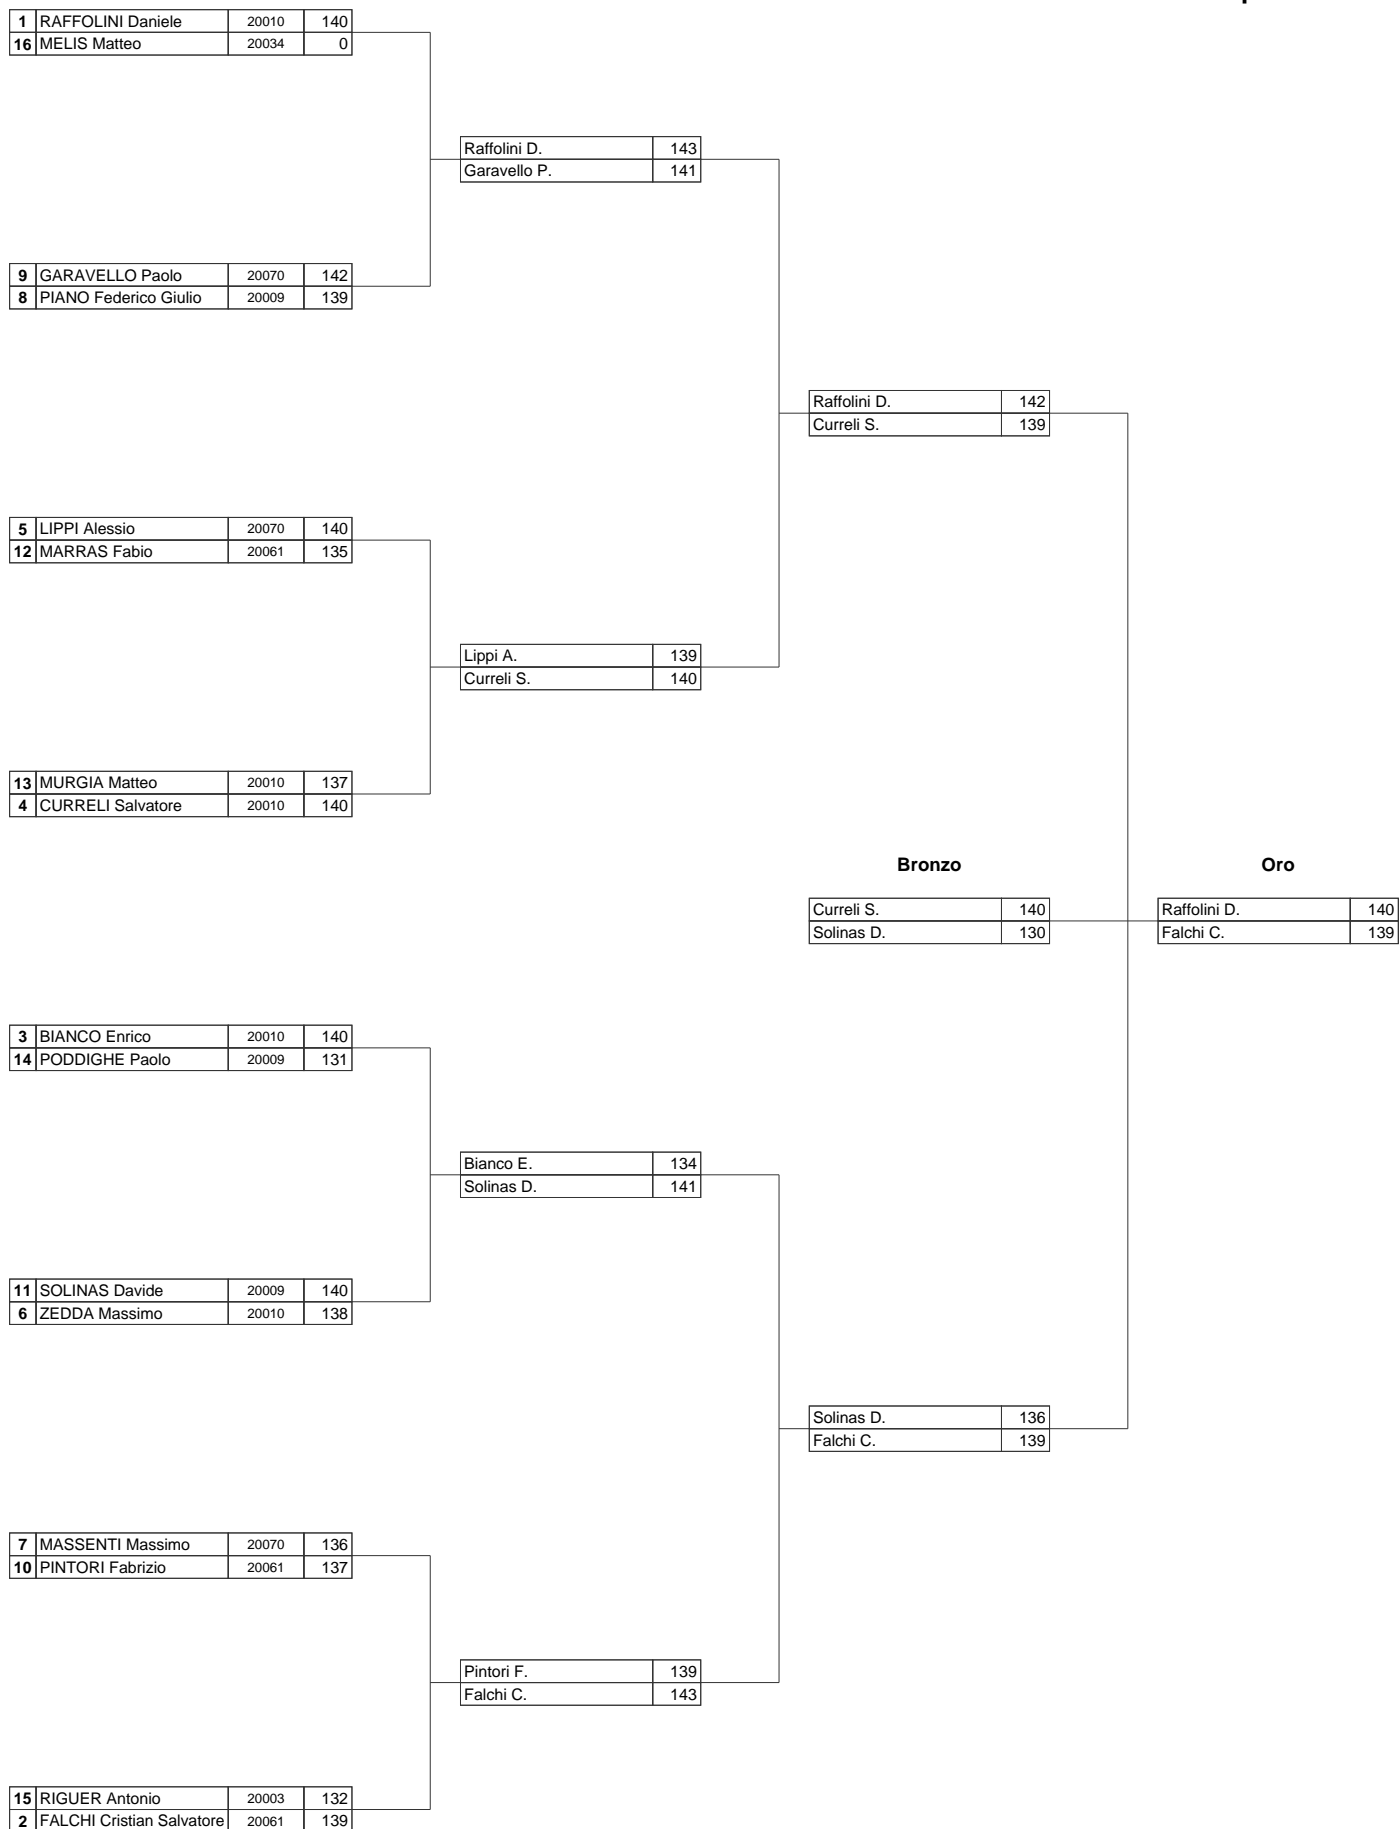 1 RAFFOLINI Daniele 20010 140
16 MELIS Matteo 20034 0
Raffolini D. 143
Garavello P. 141
9 GARAVELLO Paolo 20070 142
8 PIANO Federico Giulio 20009 139
Raffolini D. 142
Curreli S. 139
5 LIPPI Alessio 20070 140
12 MARRAS Fabio 20061 135
Lippi A. 139
Curreli S. 140
13 MURGIA Matteo 20010 137
4 CURRELI Salvatore 20010 140
Bronzo Oro
Curreli S. 140 Raffolini D. 140
Solinas D. 130 Falchi C. 139
3 BIANCO Enrico 20010 140
14 PODDIGHE Paolo 20009 131
Bianco E. 134
Solinas D. 141
11 SOLINAS Davide 20009 140
6 ZEDDA Massimo 20010 138
Solinas D. 136
Falchi C. 139
7 MASSENTI Massimo 20070 136
10 PINTORI Fabrizio 20061 137
Pintori F. 139
Falchi C. 143
15 RIGUER Antonio 20003 132
2 FALCHI Cristian Salvatore 20061 139